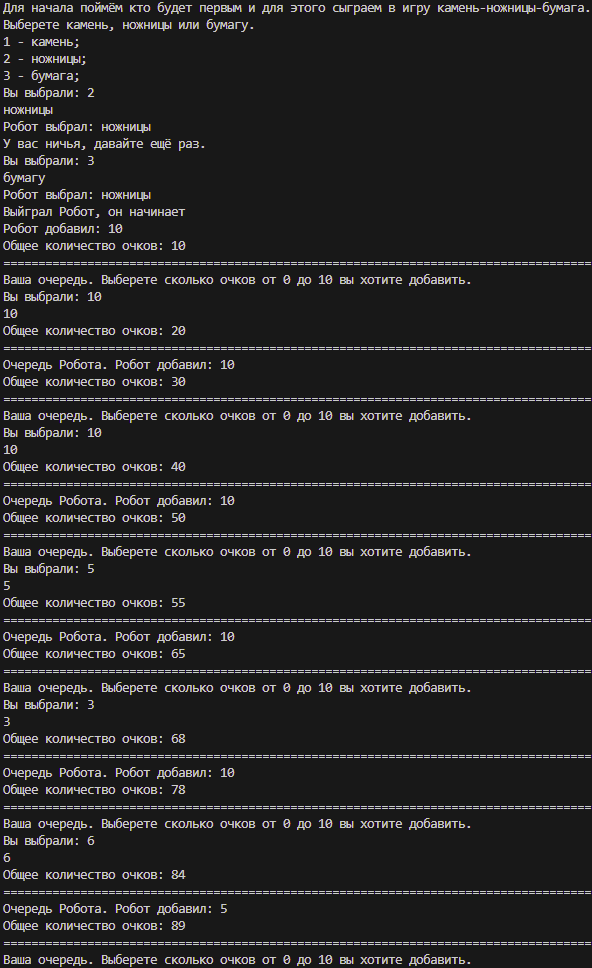 Для начала поймём кто будет первым и для этого сыграем в игру камень-ножницы-бумага.
Выберете камень, ножницы или бумагу.
1 - камень;
2 - ножницы;
3 - бумага;
Вы выбрали: 2
ножницы
Робот выбрал: ножницы
У вас ничья, давайте ещё раз.
Вы выбрали: 3
бумагу
Робот выбрал: ножницы
Выйграл Робот, он начинает
Робот добавил: 10
Общее количество очков: 10
====================================================================================
Ваша очередь. Выберете сколько очков от 0 до 10 вы хотите добавить.
Вы выбрали: 10
10
Общее количество очков: 20
====================================================================================
Очередь Робота. Робот добавил: 10
Общее количество очков: 30
====================================================================================
Ваша очередь. Выберете сколько очков от 0 до 10 вы хотите добавить.
Вы выбрали: 10
10
Общее количество очков: 40
====================================================================================
Очередь Робота. Робот добавил: 10
Общее количество очков: 50
====================================================================================
Ваша очередь. Выберете сколько очков от 0 до 10 вы хотите добавить.
Вы выбрали: 5
5
Общее количество очков: 55
====================================================================================
Очередь Робота. Робот добавил: 10
Общее количество очков: 65
====================================================================================
Ваша очередь. Выберете сколько очков от 0 до 10 вы хотите добавить.
Вы выбрали: 3
3
Общее количество очков: 68
====================================================================================
Очередь Робота. Робот добавил: 10
Общее количество очков: 78
====================================================================================
Ваша очередь. Выберете сколько очков от 0 до 10 вы хотите добавить.
Вы выбрали: 6
6
Общее количество очков: 84
====================================================================================
Очередь Робота. Робот добавил: 5
Общее количество очков: 89
====================================================================================
Ваша очередь. Выберете сколько очков от 0 до 10 вы хотите добавить.